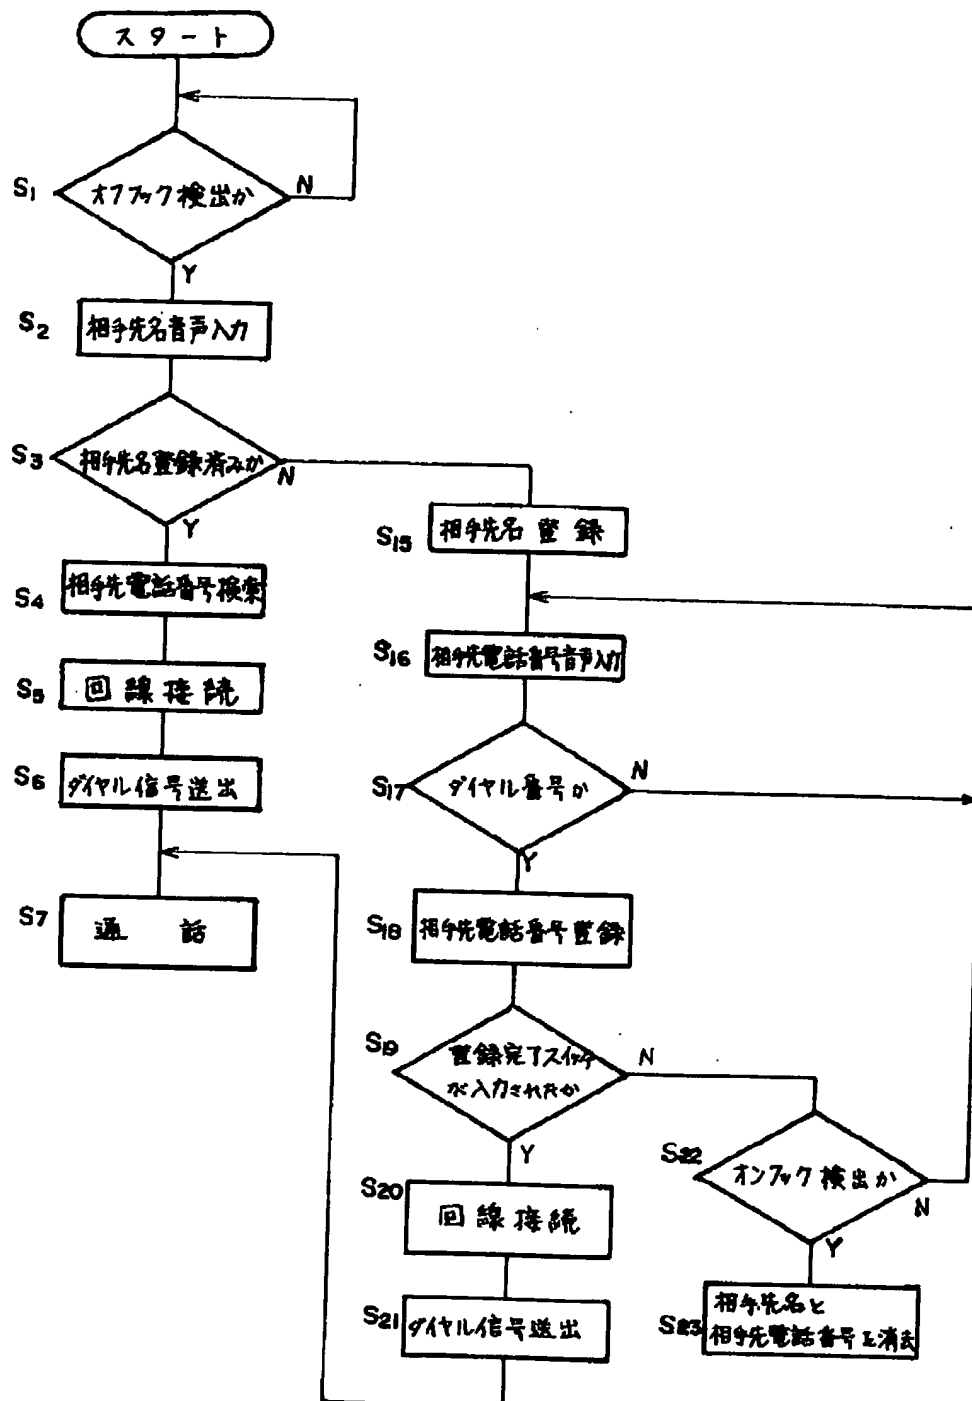 スタート
S1
オフフック検出か
N
Y
S2
相手先名音声入力
S3
相手先名登録済みか
N
Y
S4
相手先電話番号検索
S5
回線接続
S6
ダイヤル信号送出
S7
通話
S15
相手先名登録
S16
相手先電話番号音声入力
S17
ダイヤル番号か
N
Y
S18
相手先電話番号登録
S19
登録完了スイッチ
が入力されたか
N
Y
S20
回線接続
S21
ダイヤル信号送出
S22
オンフック検出か
N
Y
S23
相手先名と
相手先電話番号を消去